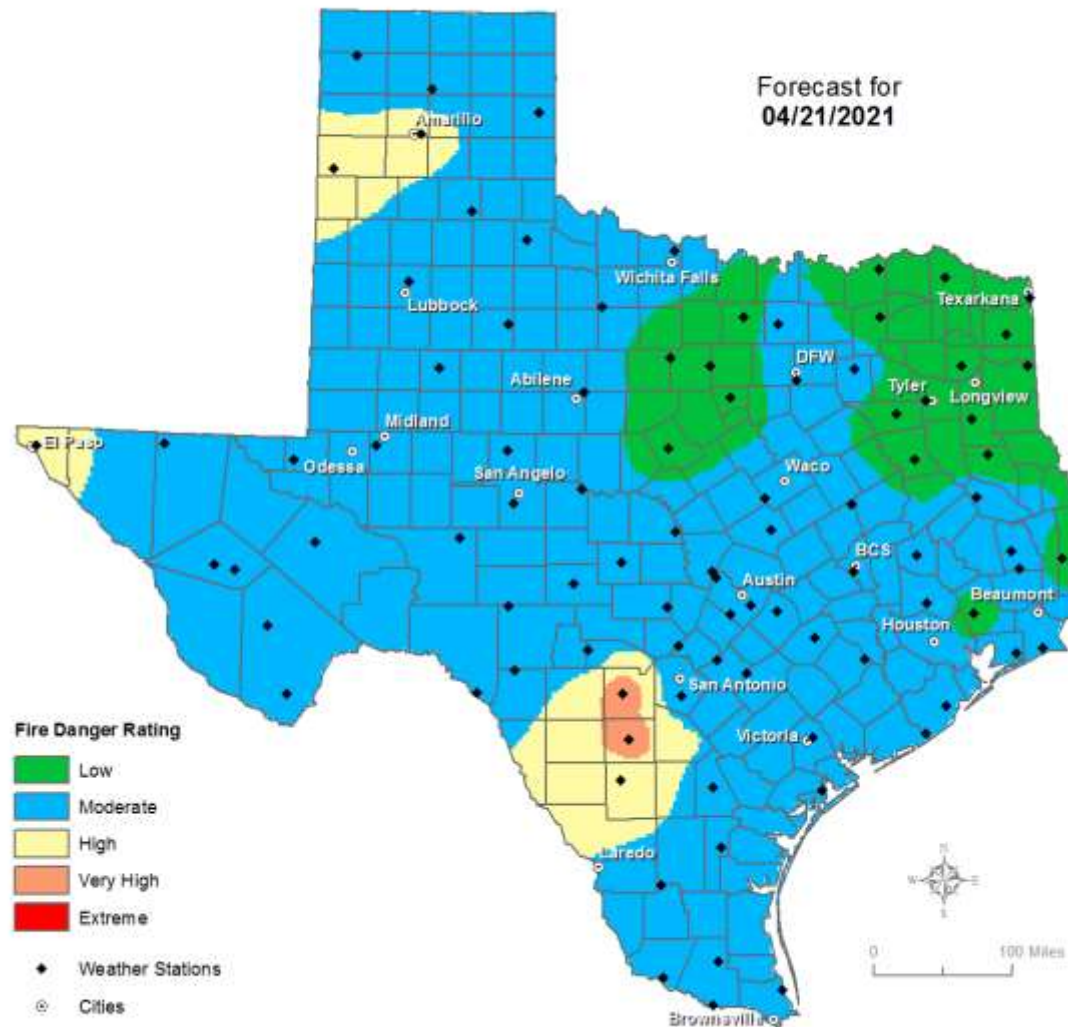 Forecast for
04/21/2021
Amarillo
Wichita Falls
Texarkana
Lubbock
DFW
Abilene
Tyler
Longview
Midland
El Paso
Odessa
Waco
San Angelo
BCS
Austin
Beaumont
Houston
San Antonio
Victoria
Laredo
Brownsville
Fire Danger Rating
Low
Moderate
High
Very High
Extreme
Weather Stations
Cities
N
W E
S
0 100 Miles